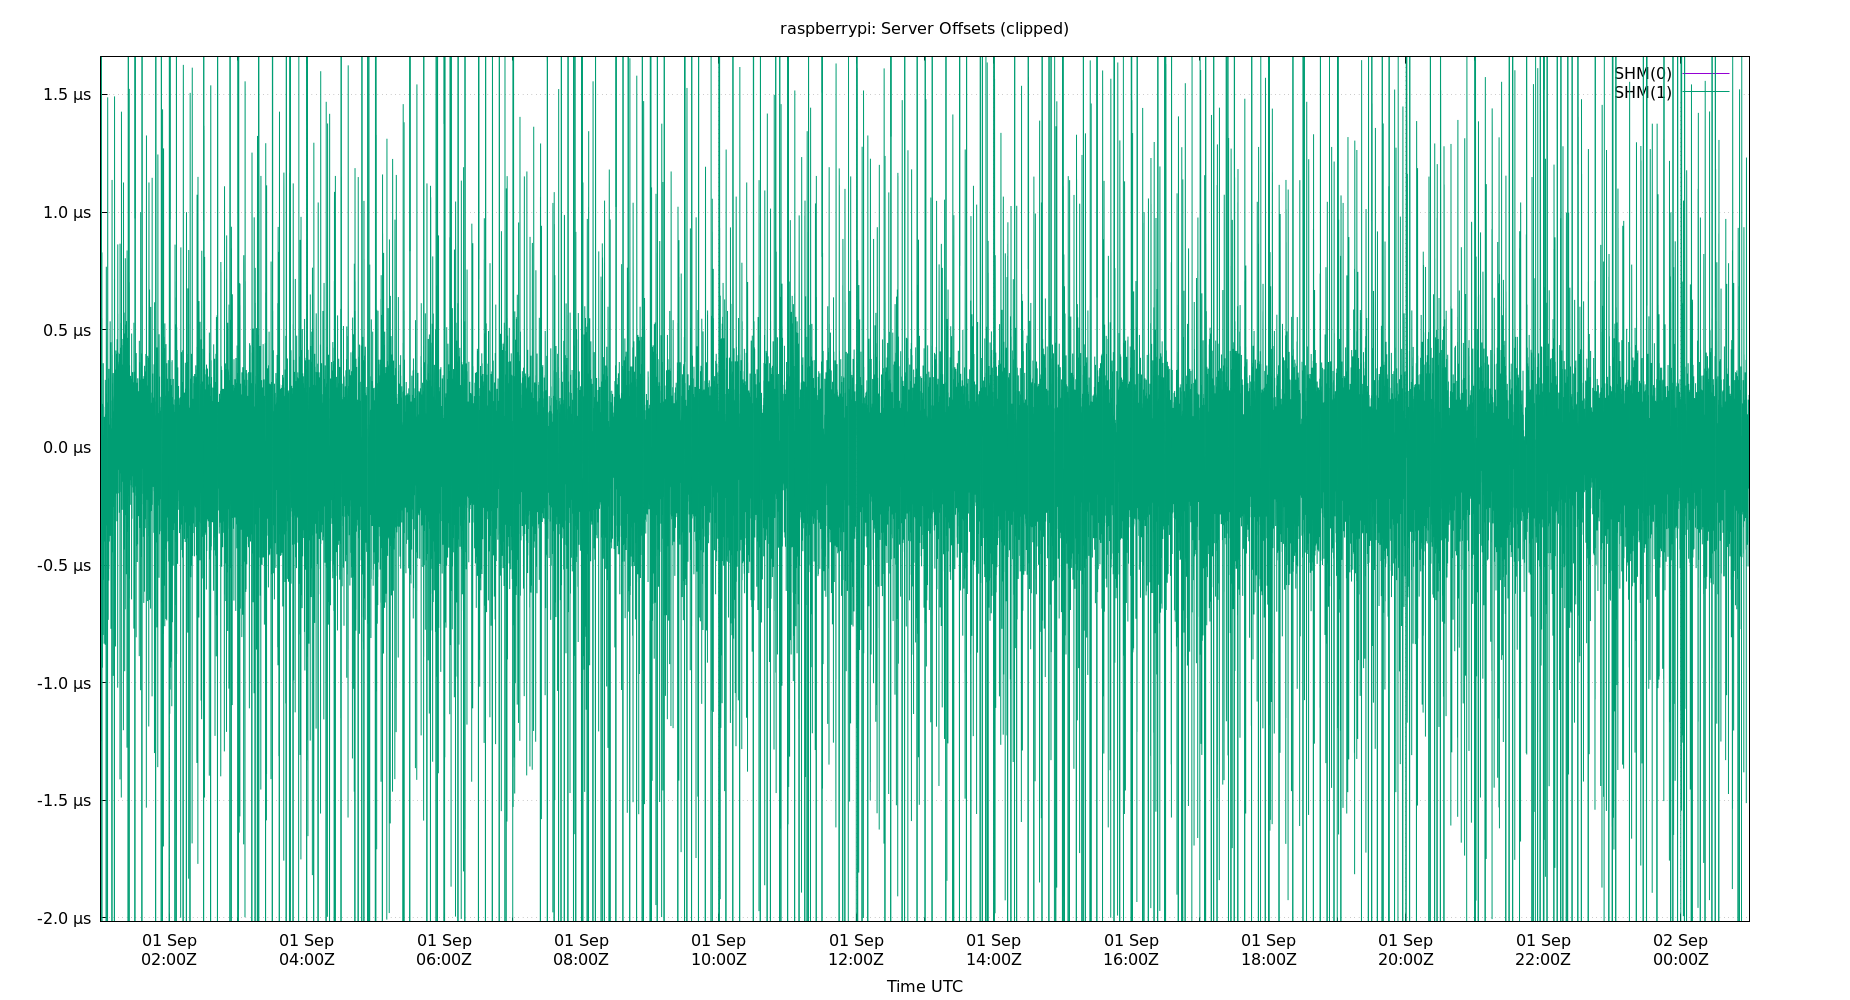 raspberrypi: Server Offsets (clipped)
SHM(0)
SHM(1)
1.5 µs
1.0 µs
0.5 µs
0.0 µs
-0.5 µs
-1.0 µs
-1.5 µs
-2.0 µs
01 Sep 01 Sep 01 Sep 01 Sep 01 Sep 01 Sep 01 Sep 01 Sep 01 Sep 01 Sep 01 Sep 02 Sep
02:00Z 04:00Z 06:00Z 08:00Z 10:00Z 12:00Z 14:00Z 16:00Z 18:00Z 20:00Z 22:00Z 00:00Z
Time UTC